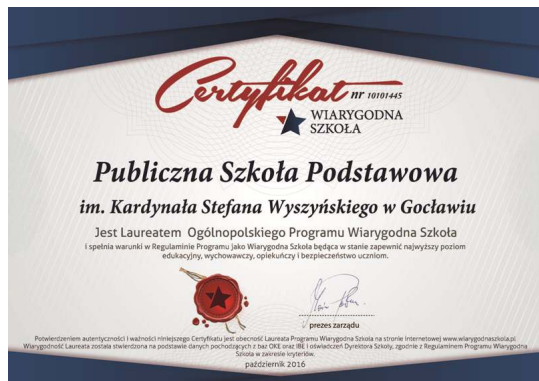 Certyfikat nr 10101445
WIARYGODNA
SZKOŁA
Publiczna Szkoła Podstawowa
im. Kardynała Stefana Wyszyńskiego w Gocławiu
Jest Laureatem Ogólnopolskiego Programu Wiarygodna Szkoła
i spełnia warunki w Regulaminie Programu jako Wiarygodna Szkoła będąca w stanie zapewnić najwyższy poziom
edukacyjny, wychowawczy, opiekuńczy i bezpieczeństwo uczniom.
prezes zarządu
Potwierdzeniem autentyczności i ważności niniejszego Certyfikatu jest obecność Laureata Programu Wiarygodna Szkoła na stronie internetowej www.wiarygodnaszkola.pl.
Wiarygodność Laureata została stwierdzona na podstawie danych pochodzących z baz OKE oraz IBE i oświadczeń Dyrektora Szkoły, zgodnie z Regulaminem Programu Wiarygodna
Szkoła w zakresie kryteriów.
październik 2016